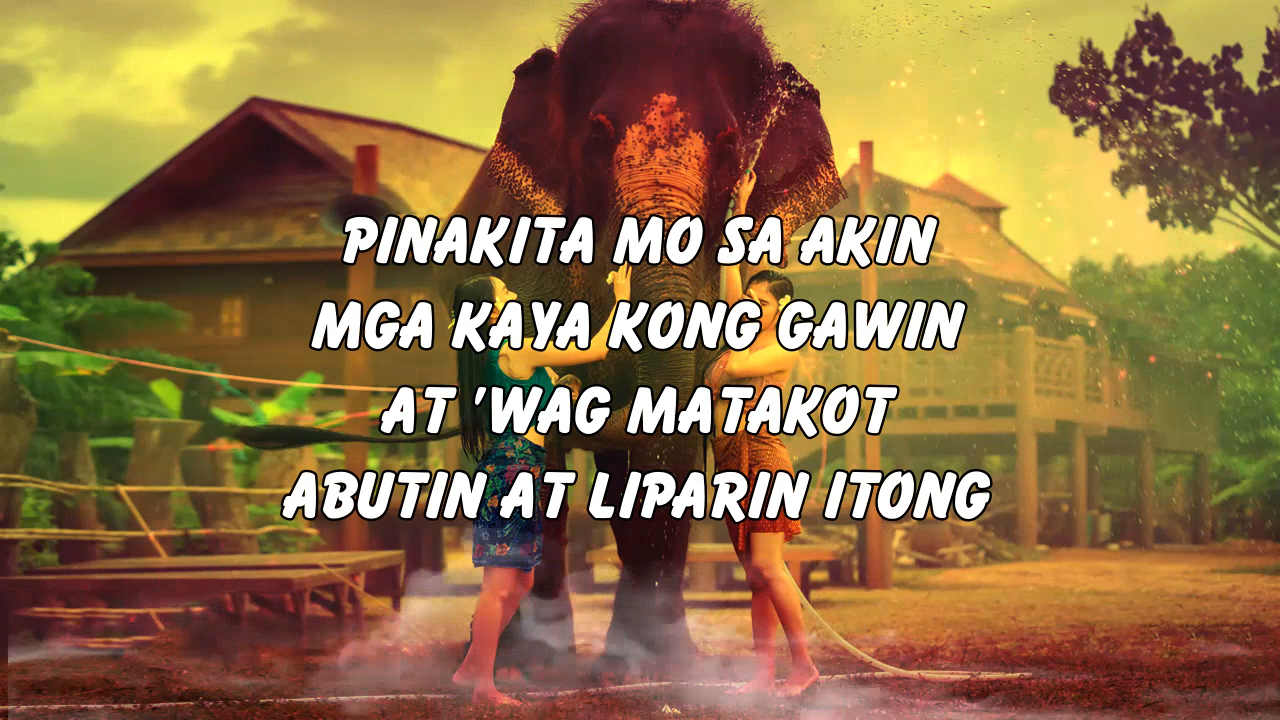 PINAKITA MO SA AKIN
MGA KAYA KONG GAWIN
AT 'WAG MATAKOT
ABUTIN AT LIPARIN ITONG